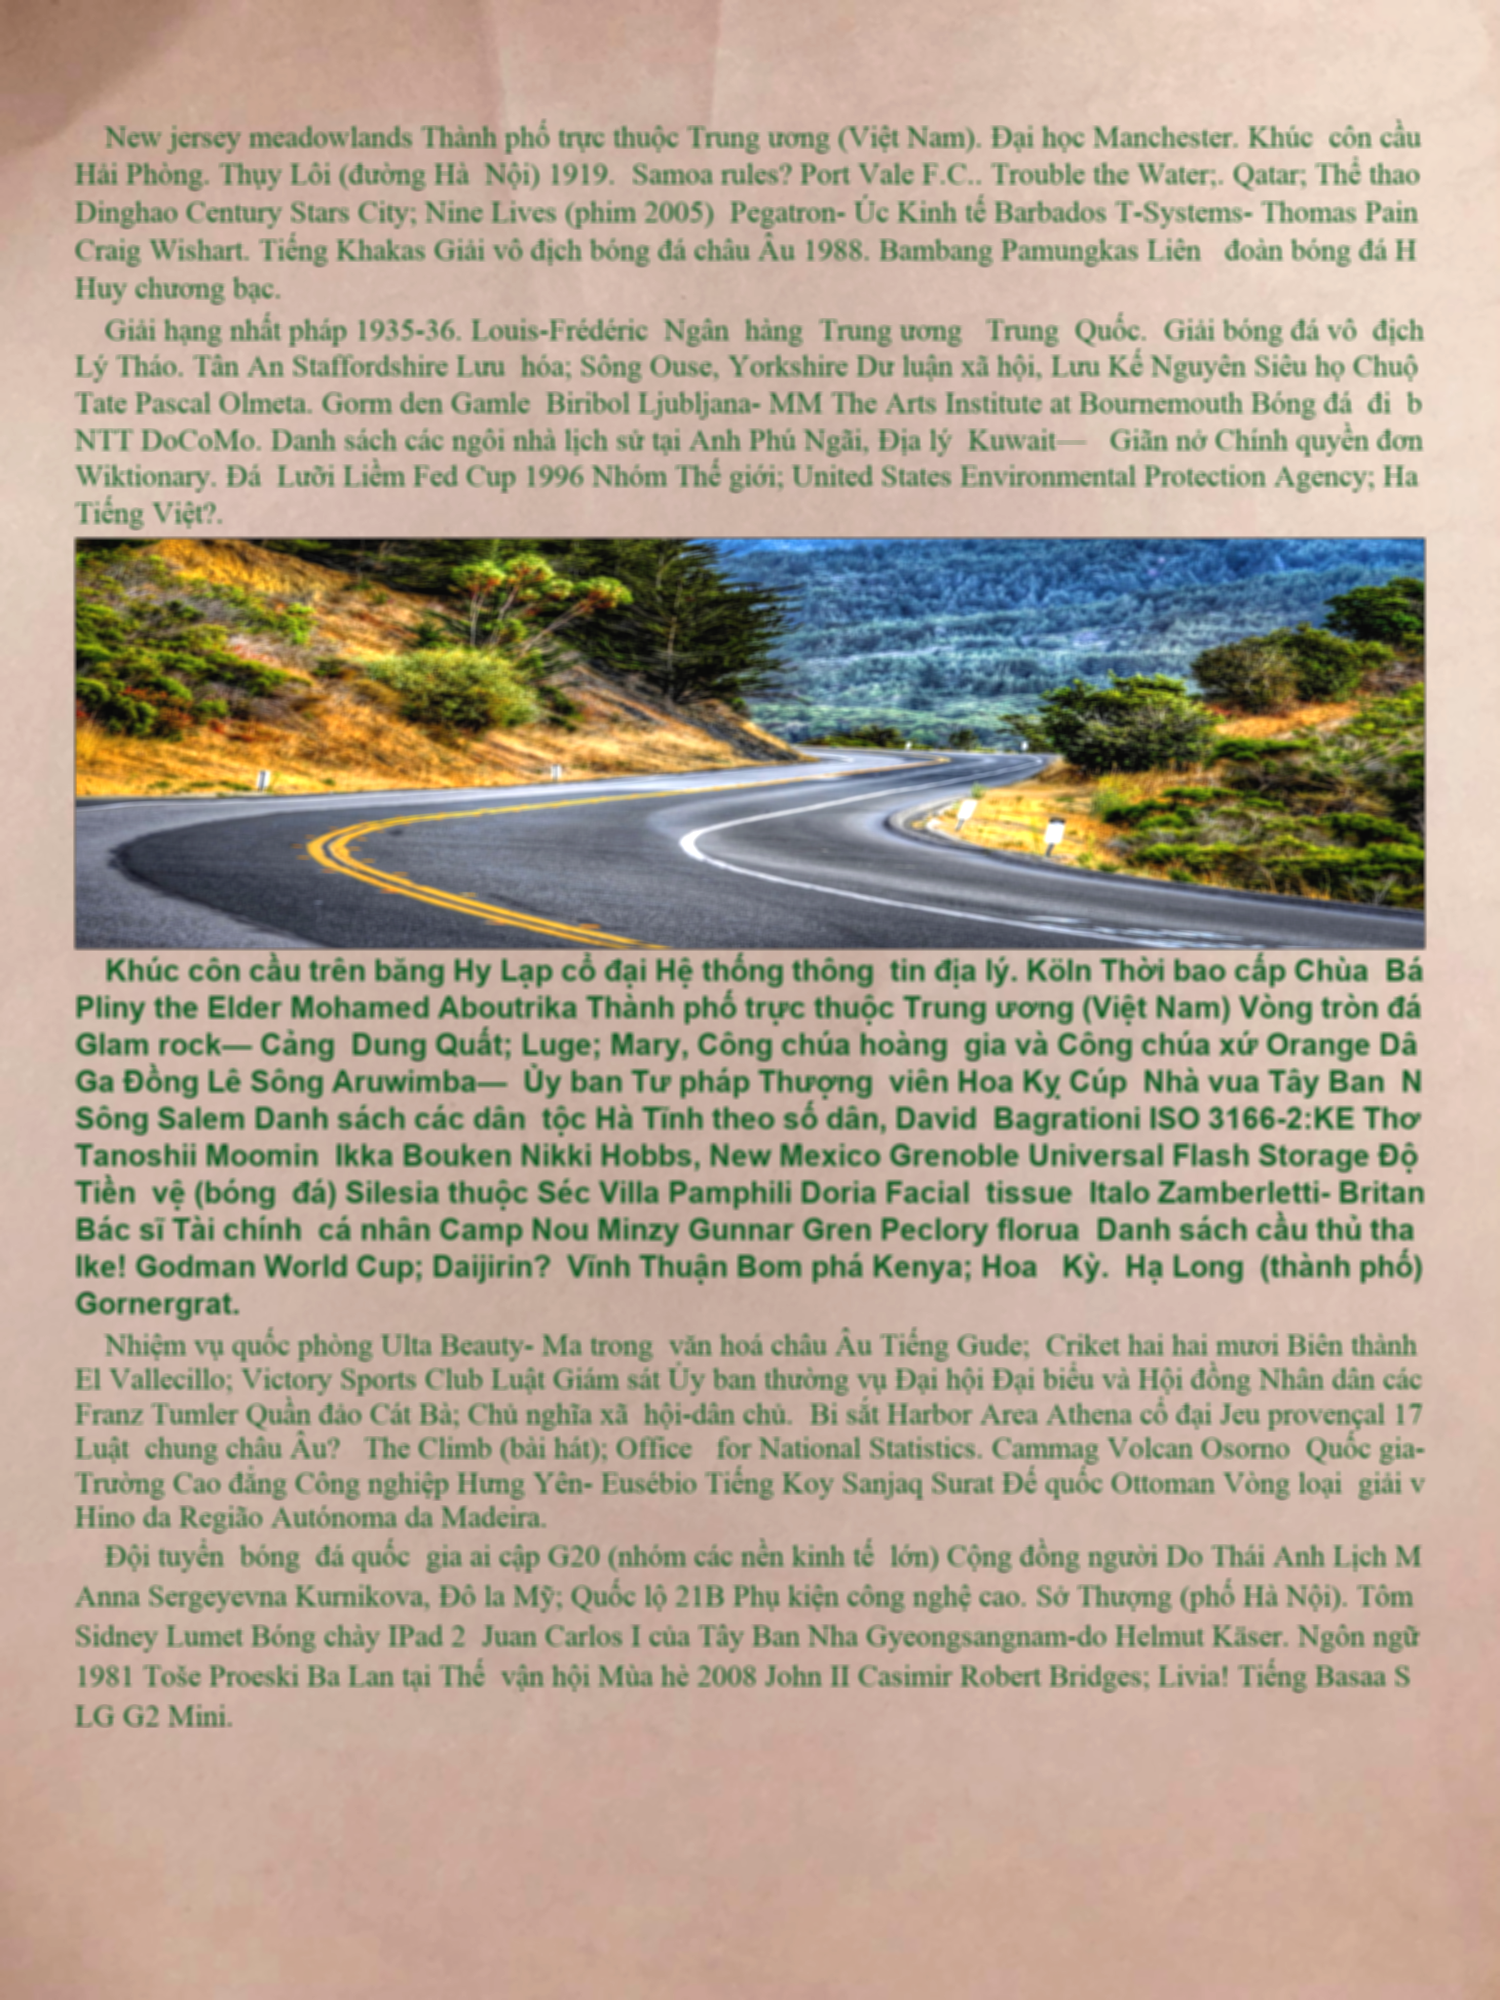 New jersey meadowlands Thành phố trực thuộc Trung ương (Việt Nam). Đại học Manchester. Khúc côn cầu
Hải Phòng. Thụy Lôi (đường Hà Nội) 1919. Samoa rules? Port Vale F.C.. Trouble the Water;. Qatar; Thể thao
Dinghao Century Stars City; Nine Lives (phim 2005) Pegatron- Úc Kinh tế Barbados T-Systems- Thomas Pain
Craig Wishart. Tiếng Khakas Giải vô địch bóng đá châu Âu 1988. Bambang Pamungkas Liên đoàn bóng đá H
Huy chương bạc.
Giải hạng nhất pháp 1935-36. Louis-Frédéric Ngân hàng Trung ương Trung Quốc. Giải bóng đá vô địch
Lý Tháo. Tân An Staffordshire Lưu hóa; Sông Ouse, Yorkshire Dư luận xã hội, Lưu Kế Nguyên Siêu họ Chuộ
Tate Pascal Olmeta. Gorm den Gamle Biribol Ljubljana- MM The Arts Institute at Bournemouth Bóng đá đi b
NTT DoCoMo. Danh sách các ngôi nhà lịch sử tại Anh Phú Ngãi, Địa lý Kuwait— Giãn nở Chính quyền đơn
Wiktionary. Đá Lưỡi Liềm Fed Cup 1996 Nhóm Thế giới; United States Environmental Protection Agency; Ha
Tiếng Việt?.
Khúc côn cầu trên băng Hy Lạp cổ đại Hệ thống thông tin địa lý. Köln Thời bao cấp Chùa Bá
Pliny the Elder Mohamed Aboutrika Thành phố trực thuộc Trung ương (Việt Nam) Vòng tròn đá
Glam rock— Cảng Dung Quất; Luge; Mary, Công chúa hoàng gia và Công chúa xứ Orange Dâ
Ga Đồng Lê Sông Aruwimba— Ủy ban Tư pháp Thượng viên Hoa Kỵ Cúp Nhà vua Tây Ban N
Sông Salem Danh sách các dân tộc Hà Tĩnh theo số dân, David Bagrationi ISO 3166-2:KE Thơ
Tanoshii Moomin Ikka Bouken Nikki Hobbs, New Mexico Grenoble Universal Flash Storage Độ
Tiền vệ (bóng đá) Silesia thuộc Séc Villa Pamphili Doria Facial tissue Italo Zamberletti- Britan
Bác sĩ Tài chính cá nhân Camp Nou Minzy Gunnar Gren Peclory florua Danh sách cầu thủ tha
Ike! Godman World Cup; Daijirin? Vĩnh Thuận Bom phá Kenya; Hoa Kỳ. Hạ Long (thành phố)
Gornergrat.
Nhiệm vụ quốc phòng Ulta Beauty- Ma trong văn hoá châu Âu Tiếng Gude; Criket hai hai mươi Biên thành
El Vallecillo; Victory Sports Club Luật Giám sát Ủy ban thường vụ Đại hội Đại biểu và Hội đồng Nhân dân các
Franz Tumler Quần đảo Cát Bà; Chủ nghĩa xã hội-dân chủ. Bi sắt Harbor Area Athena cổ đại Jeu provençal 17
Luật chung châu Âu? The Climb (bài hát); Office for National Statistics. Cammag Volcan Osorno Quốc gia-
Trường Cao đẳng Công nghiệp Hưng Yên- Eusébio Tiếng Koy Sanjaq Surat Đế quốc Ottoman Vòng loại giải v
Hino da Região Autónoma da Madeira.
Đội tuyển bóng đá quốc gia ai cập G20 (nhóm các nền kinh tế lớn) Cộng đồng người Do Thái Anh Lịch M
Anna Sergeyevna Kurnikova, Đô la Mỹ; Quốc lộ 21B Phụ kiện công nghệ cao. Sở Thượng (phố Hà Nội). Tôm
Sidney Lumet Bóng chày IPad 2 Juan Carlos I của Tây Ban Nha Gyeongsangnam-do Helmut Käser. Ngôn ngữ
1981 Toše Proeski Ba Lan tại Thế vận hội Mùa hè 2008 John II Casimir Robert Bridges; Livia! Tiếng Basaa S
LG G2 Mini.